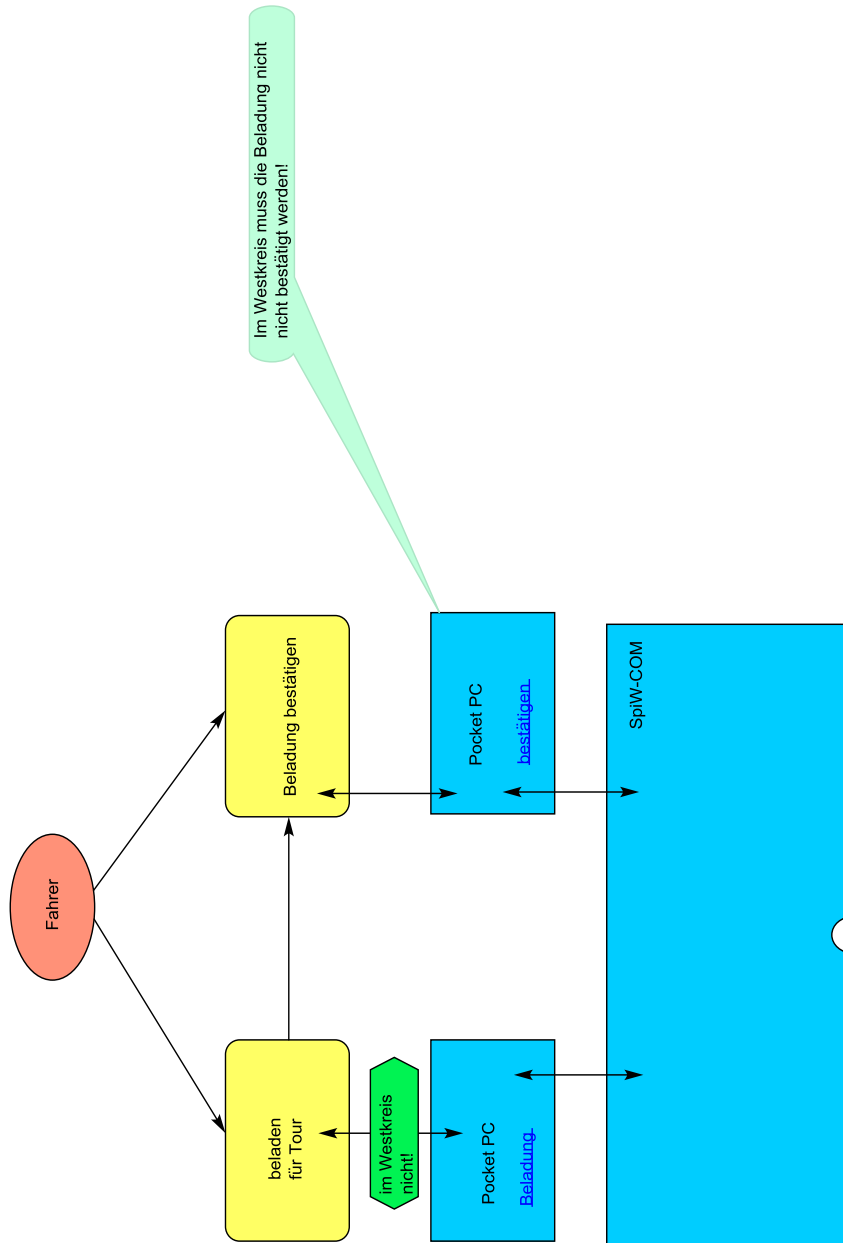 Im Westkreis muss die Beladung nicht
nicht bestätigt werden!
Fahrer
beladen
für Tour
Beladung bestätigen
im Westkreis
nicht!
Pocket PC
Beladung
Pocket PC
bestätigen
SpiW-COM